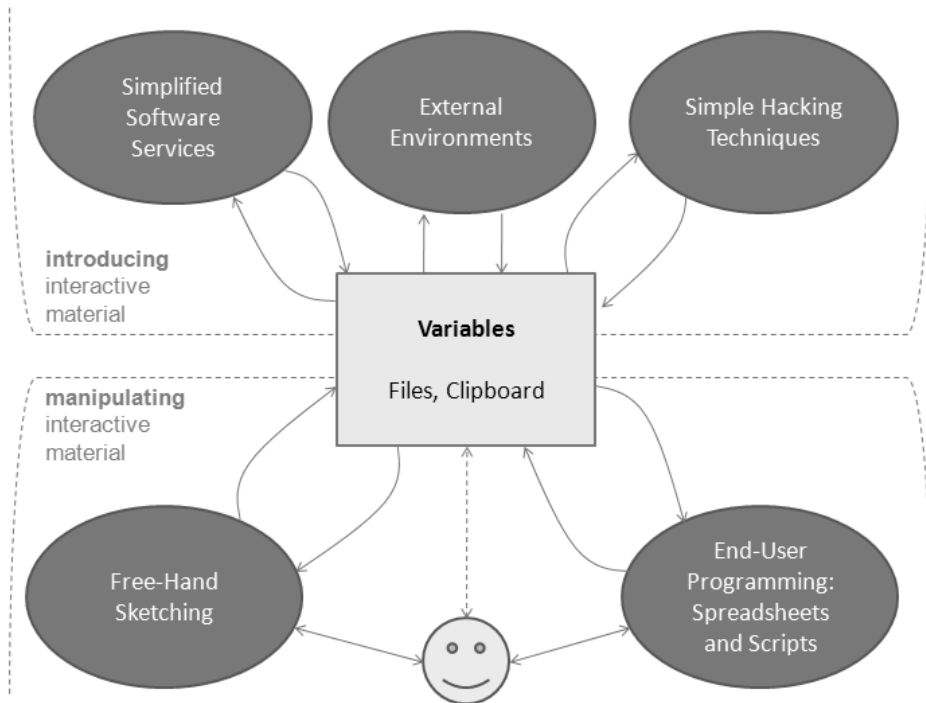 Simplified
Software
Services
External
Environments
Simple Hacking
Techniques
introducing
interactive
material
Variables
Files, Clipboard
manipulating
interactive
material
Free-Hand
Sketching
End-User
Programming:
Spreadsheets
and Scripts